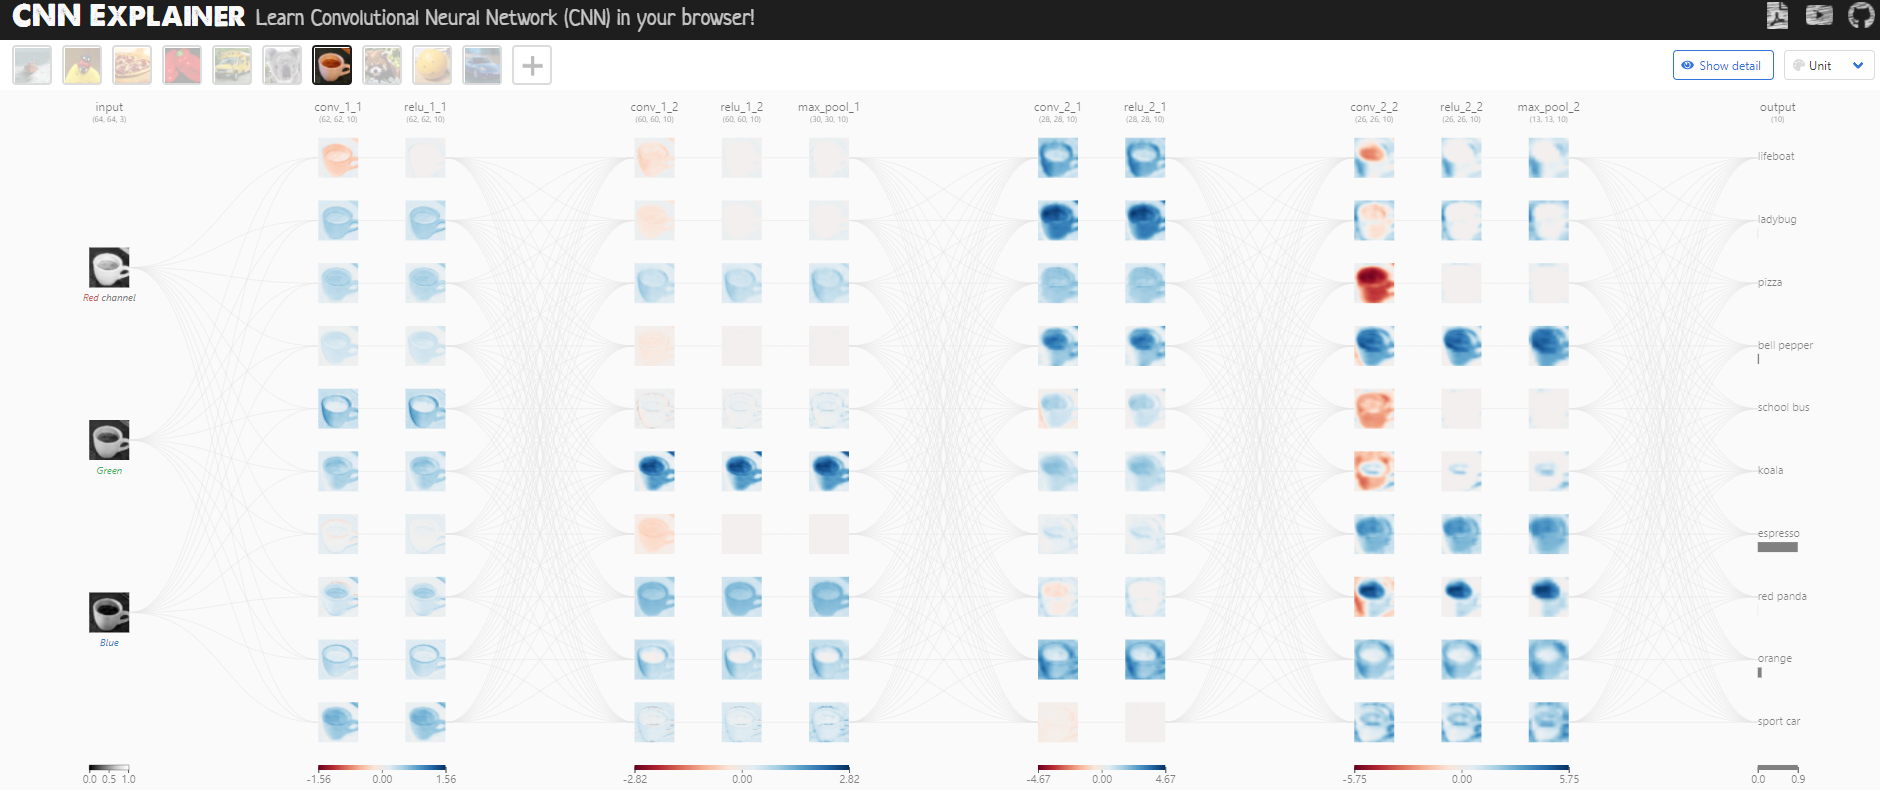 CNN EXPLAINER Learn Convolutional Neural Network (CNN) in your browser!
Show detail
Unit
input
(64, 64, 3)
conv_1_1
(62, 62, 10)
relu_1_1
(62, 62, 10)
conv_1_2
(60, 60, 10)
relu_1_2
(60, 60, 10)
max_pool_1
(30, 30, 10)
conv_2_1
(28, 28, 10)
relu_2_1
(28, 28, 10)
conv_2_2
(26, 26, 10)
relu_2_2
(26, 26, 10)
max_pool_2
(13, 13, 10)
output
(10)
Red channel
Green
Blue
lifeboat
ladybug
pizza
bell pepper
school bus
koala
espresso
red panda
orange
sport car
0.0 0.5 1.0
-1.56 0.00 1.56
-2.82 0.00 2.82
-4.67 0.00 4.67
-5.75 0.00 5.75
0.0 0.9